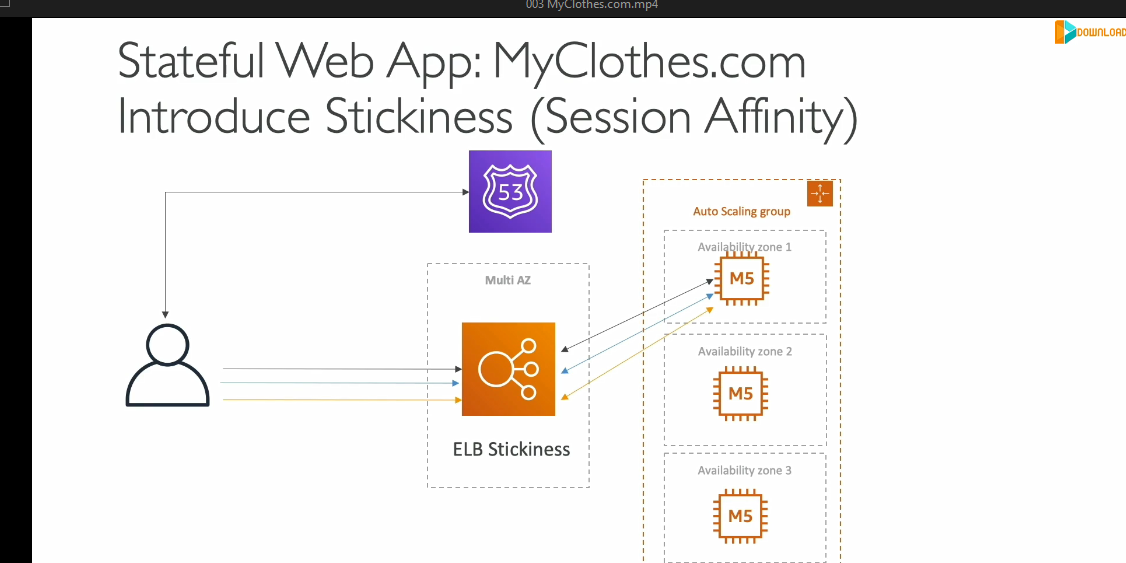 003 MyClothes.com.mp4
DOWNLOAD
Stateful Web App: MyClothes.com
Introduce Stickiness (Session Affinity)
53
Auto Scaling group
Availability zone 1
M5
Multi AZ
Availability zone 2
M5
ELB Stickiness
Availability zone 3
M5